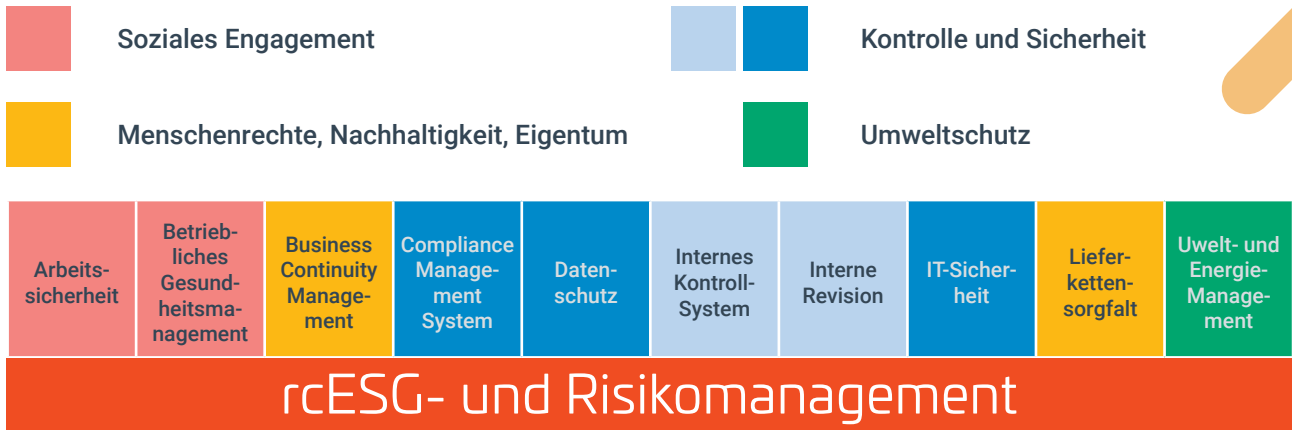 Soziales Engagement
Kontrolle und Sicherheit
Menschenrechte, Nachhaltigkeit, Eigentum
Umweltschutz
Arbeits-
sicherheit
Betrieb-
liches
Gesund-
heitsma-
nagement
Business
Continuity
Manage-
ment
Compliance
Manage-
ment
System
Daten-
schutz
Internes
Kontroll-
System
Interne
Revision
IT-Sicher-
heit
Liefer-
ketten-
sorgfalt
Uwelt- und
Energie-
Manage-
ment
rcESG- und Risikomanagement